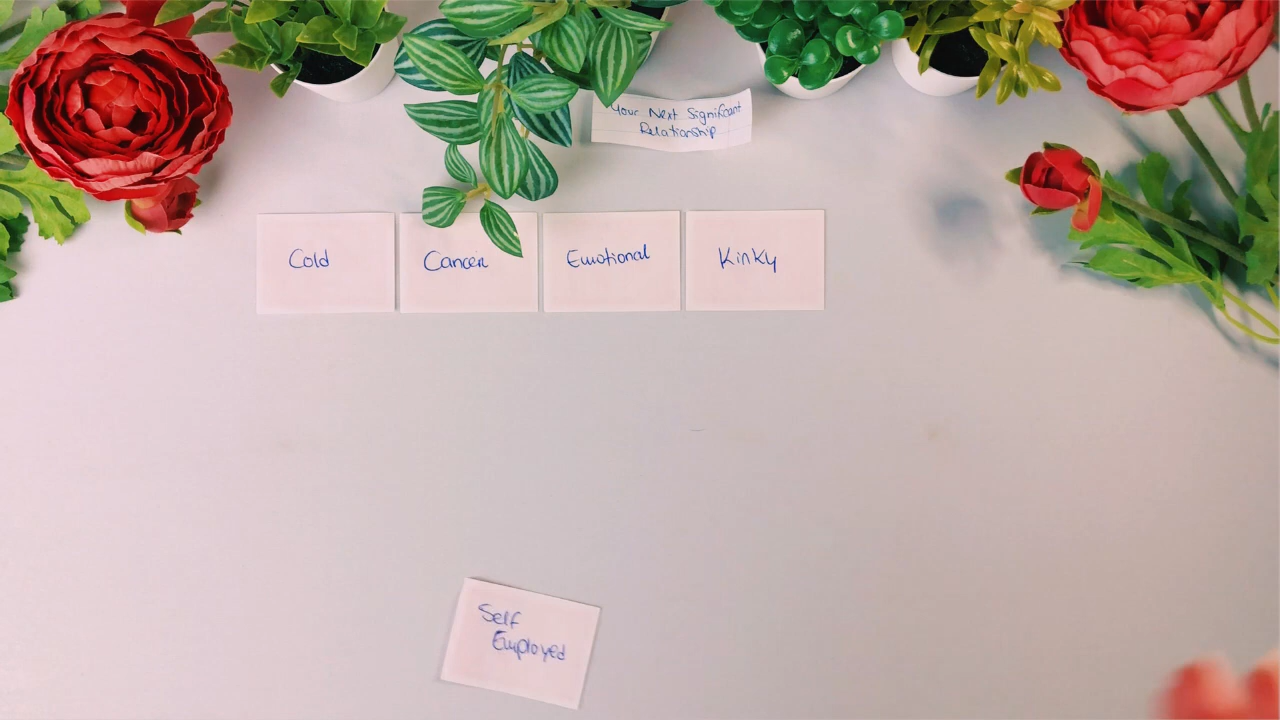 Your Next Significant
Relationship
Cold
Cancer
Emotional
Kinky
Self
Employed